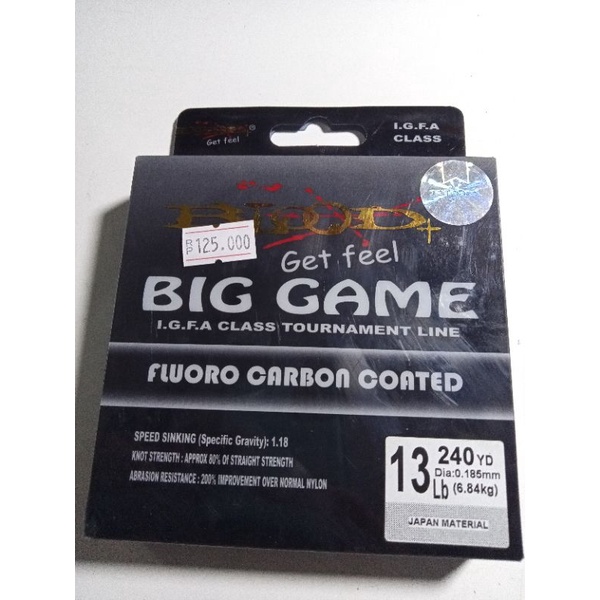 Get feel
I.G.F.A
CLASS
RP 125.000
Get feel
BIG GAME
I.G.F.A CLASS TOURNAMENT LINE
FLUORO CARBON COATED
SPEED SINKING (Specific Gravity): 1.18
KNOT STRENGTH : APPROX 80% OF STRAIGHT STRENGTH
ABRASION RESISTANCE : 200% IMPROVEMENT OVER NORMAL NYLON
13 Lb
240 YD
Dia:0.185mm
(6.84kg)
JAPAN MATERIAL